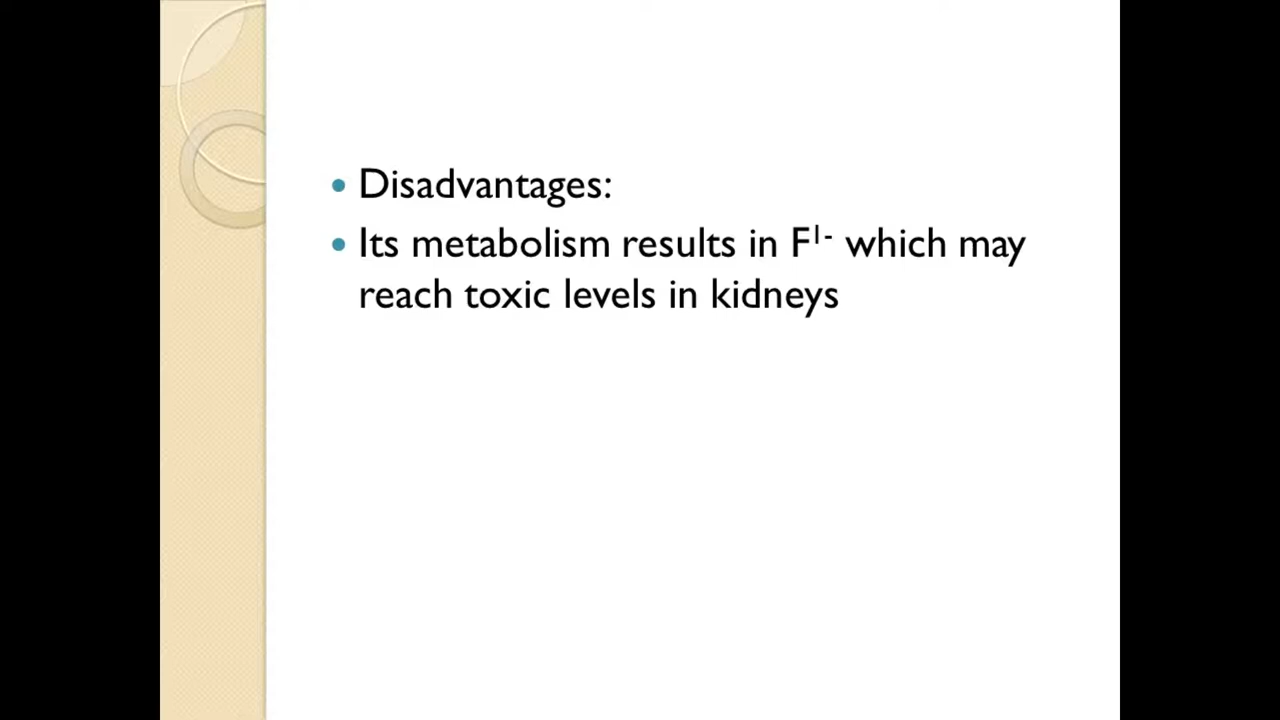 • Disadvantages:
• Its metabolism results in F¹⁻ which may
reach toxic levels in kidneys